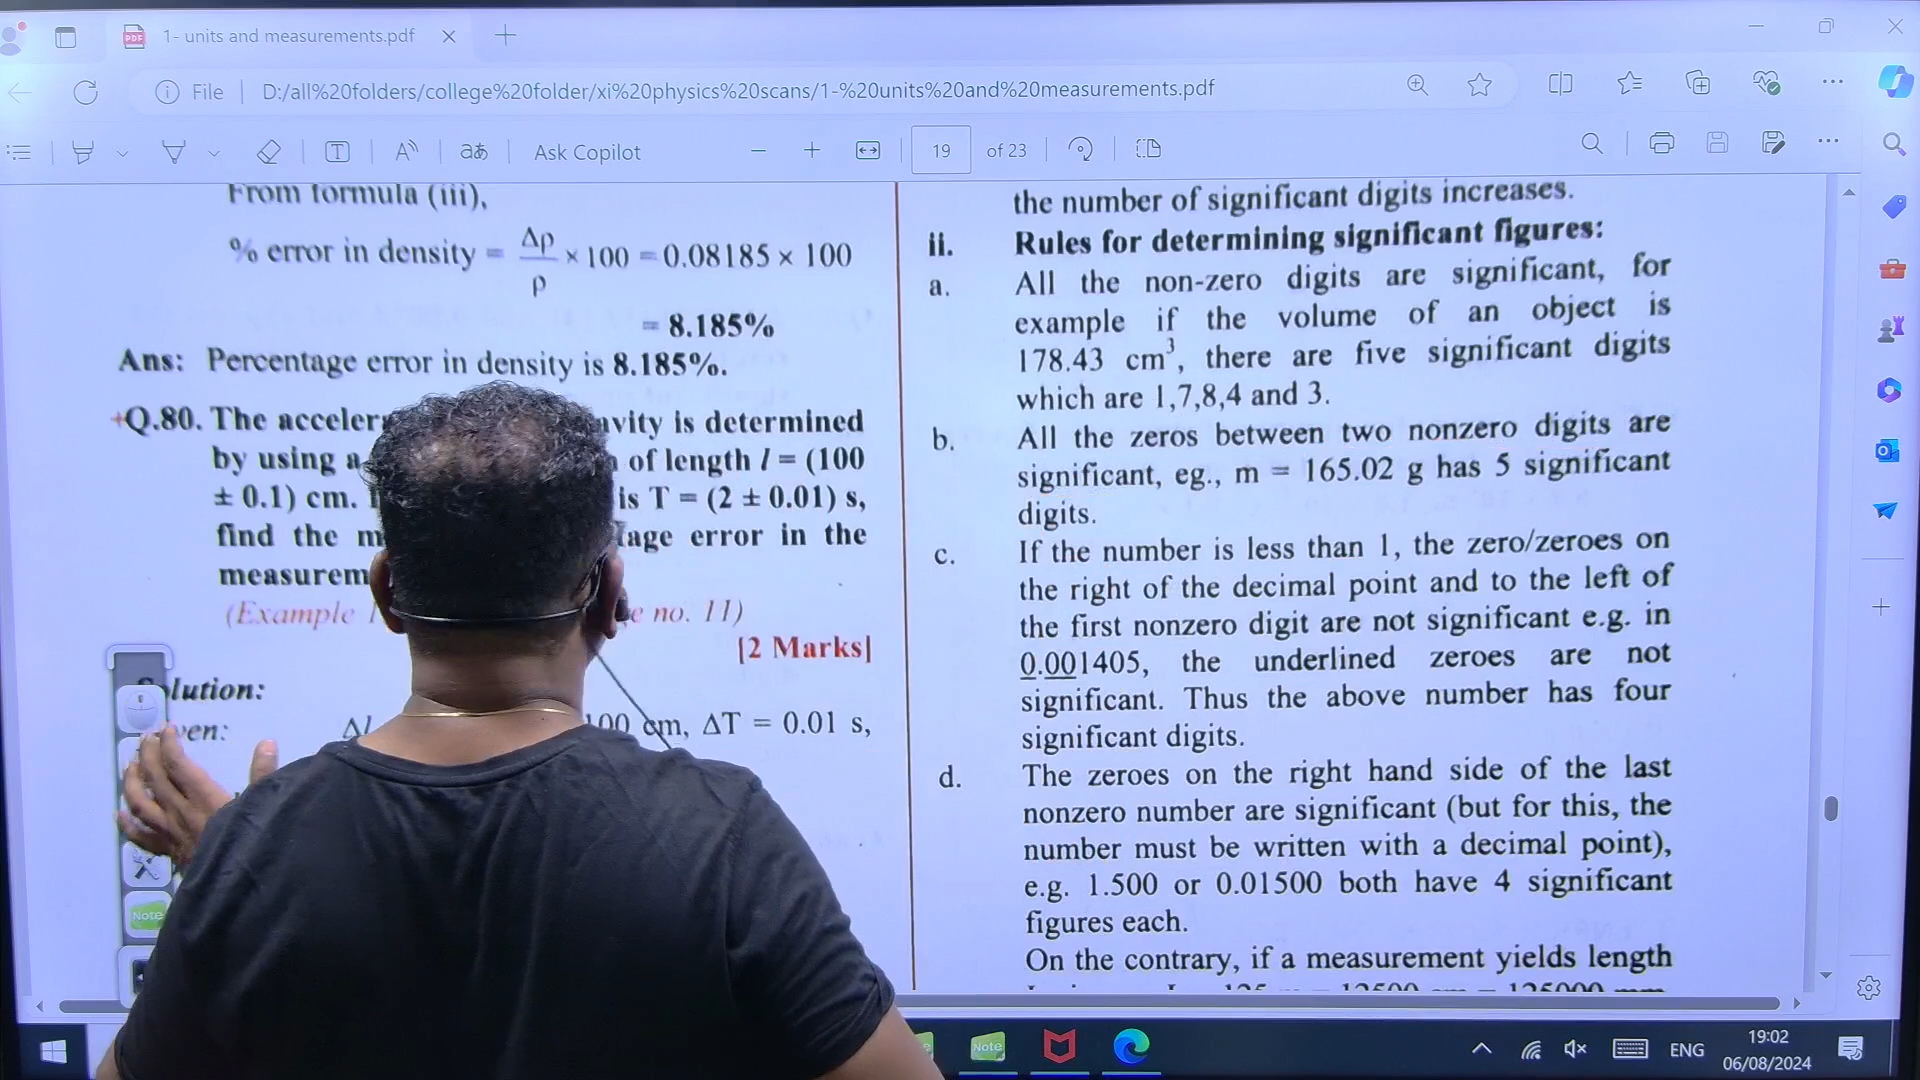 1- units and measurements.pdf
File
D:/all%20folders/college%20folder/xi%20physics%20scans/1-%20units%20and%20measurements.pdf
Ask Copilot
19 of 23
From formula (iii),
% error in density = Δρ/ρ × 100 = 0.08185 × 100
= 8.185%
Ans: Percentage error in density is 8.185%.
+Q.80. The acceler avity is determined
by using a of length l = (100
± 0.1) cm. is T = (2 ± 0.01) s,
find the m age error in the
measurem
(Example no. 11)
[2 Marks]
lution:
ven: Δl 100 cm, ΔT = 0.01 s,
the number of significant digits increases.
ii. Rules for determining significant figures:
a. All the non-zero digits are significant, for
example if the volume of an object is
178.43 cm³, there are five significant digits
which are 1,7,8,4 and 3.
b. All the zeros between two nonzero digits are
significant, eg., m = 165.02 g has 5 significant
digits.
c. If the number is less than 1, the zero/zeroes on
the right of the decimal point and to the left of
the first nonzero digit are not significant e.g. in
0.001405, the underlined zeroes are not
significant. Thus the above number has four
significant digits.
d. The zeroes on the right hand side of the last
nonzero number are significant (but for this, the
number must be written with a decimal point),
e.g. 1.500 or 0.01500 both have 4 significant
figures each.
On the contrary, if a measurement yields length
Note
Note
ENG
19:02
06/08/2024